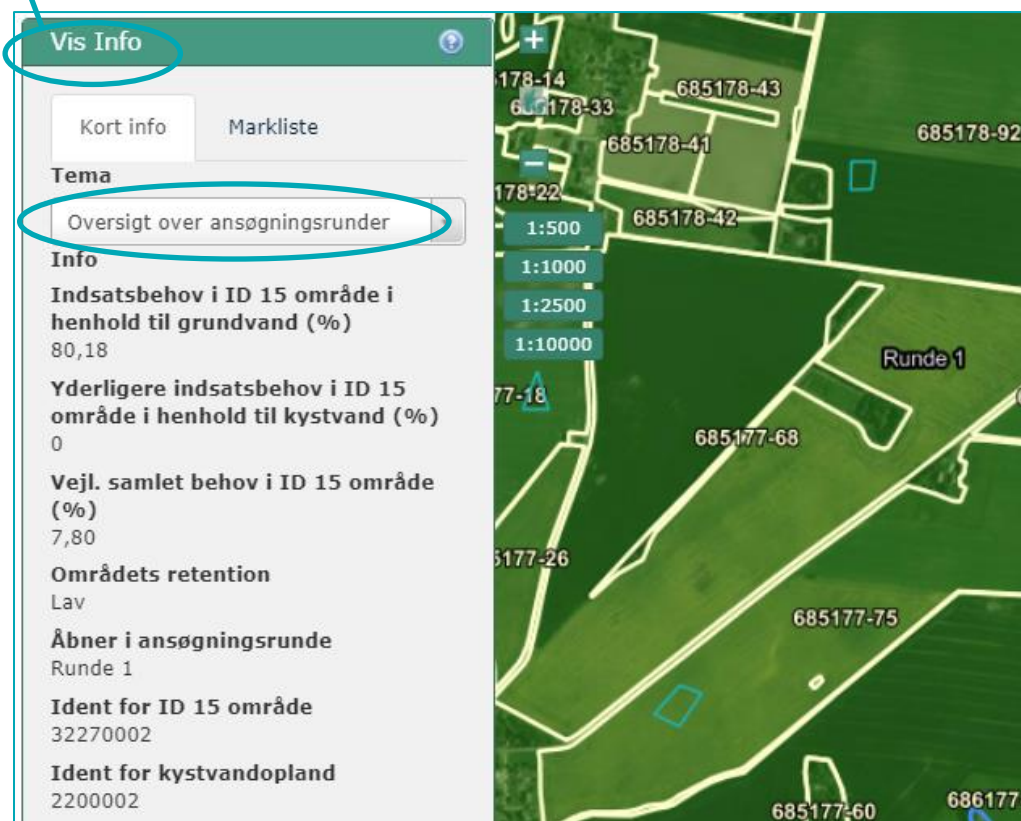 Vis Info
Kort info
Markliste
Tema
Oversigt over ansøgningsrunder
Info
Indsatsbehov i ID 15 område i
henhold til grundvand (%)
80,18
Yderligere indsatsbehov i ID 15
område i henhold til kystvand (%)
0
Vejl. samlet behov i ID 15 område
(%)
7,80
Områdets retention
Lav
Åbner i ansøgningsrunde
Runde 1
Ident for ID 15 område
32270002
Ident for kystvandopland
2200002
+
178-14
178-33
685178-43
685178-41
685178-92
178-22
685178-42
1:500
1:1000
1:2500
1:10000
Runde 1
77-18
685177-68
5177-26
685177-75
685177-60
686177